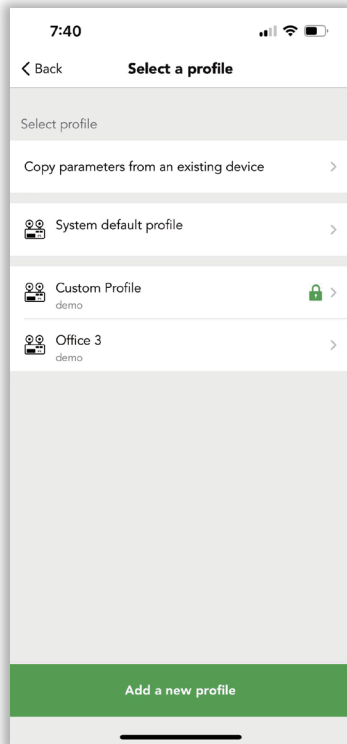 7:40
Back
Select a profile
Select profile
Copy parameters from an existing device
System default profile
Custom Profile
demo
Office 3
demo
Add a new profile